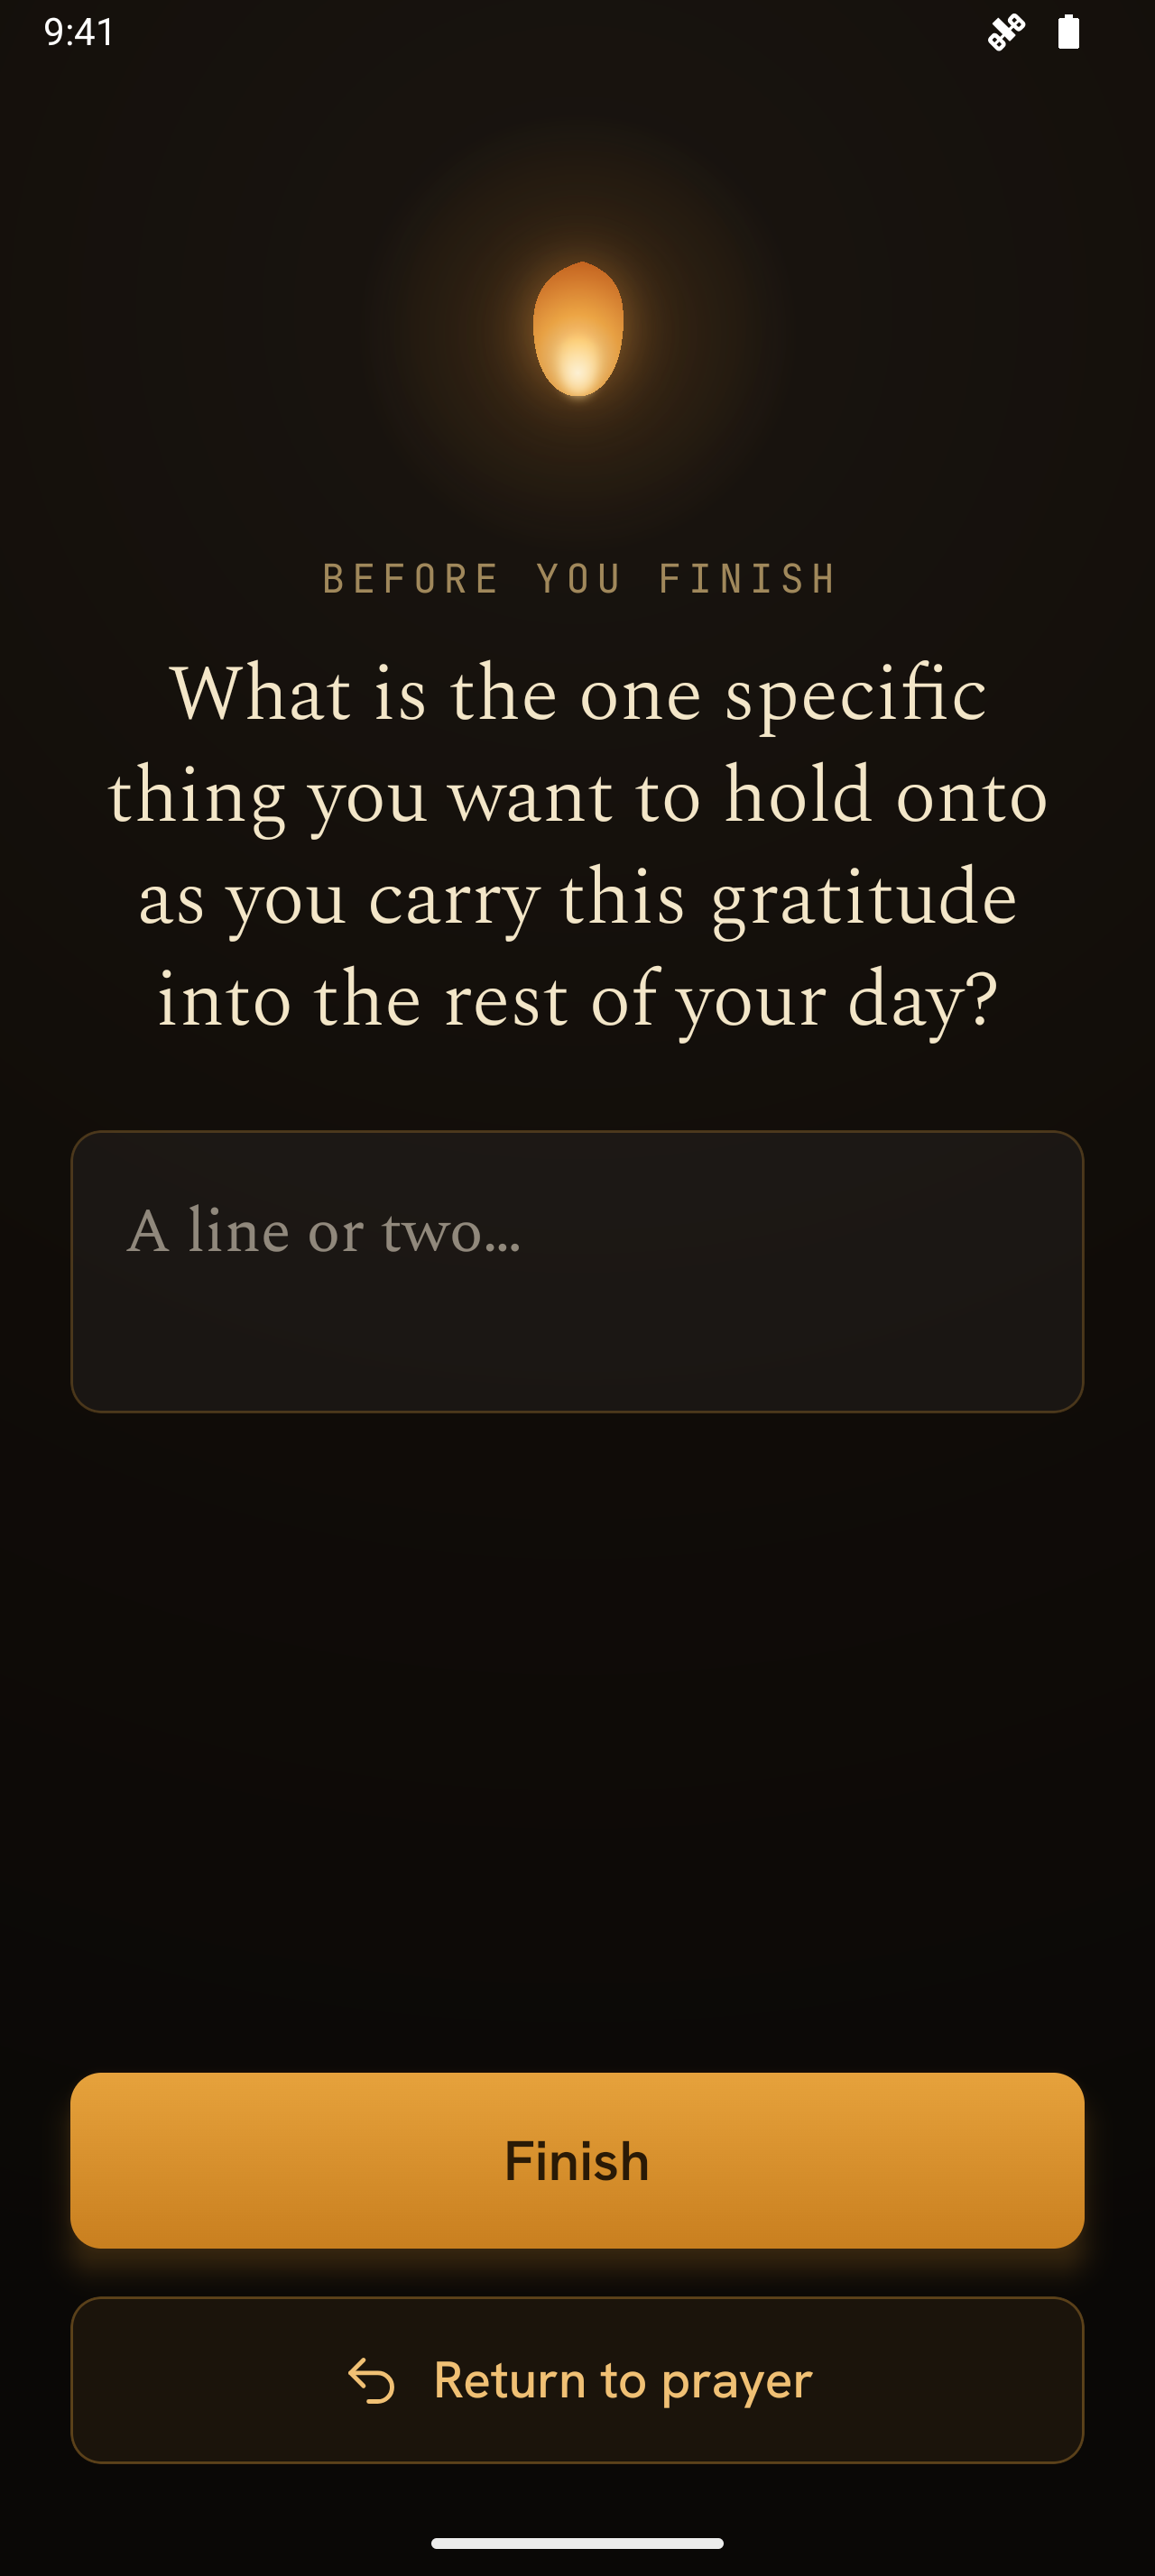 9:41
BEFORE YOU FINISH
What is the one specific
thing you want to hold onto
as you carry this gratitude
into the rest of your day?
A line or two…
Finish
Return to prayer